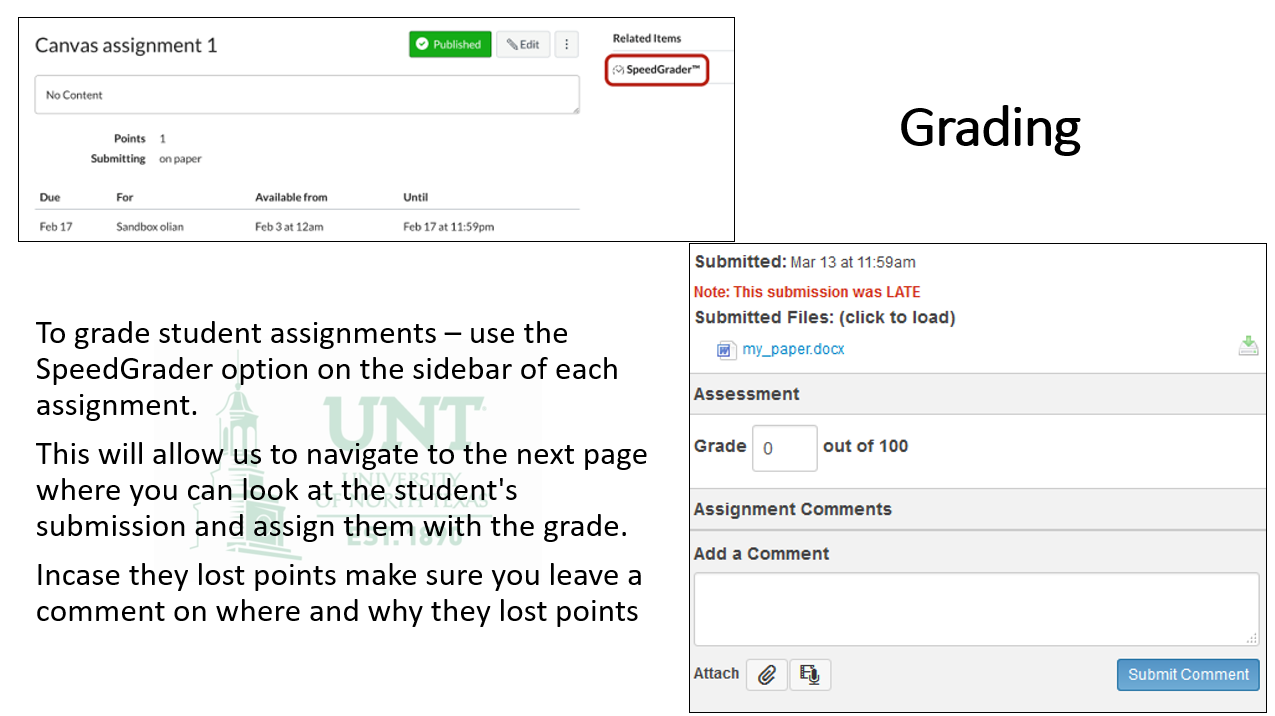 Canvas assignment 1
Published
Edit
Related Items
SpeedGrader™
No Content
Points 1
Submitting on paper
Due For Available from Until
Feb 17 Sandbox olian Feb 3 at 12am Feb 17 at 11:59pm
Grading
To grade student assignments – use the
SpeedGrader option on the sidebar of each
assignment.
This will allow us to navigate to the next page
where you can look at the student's
submission and assign them with the grade.
Incase they lost points make sure you leave a
comment on where and why they lost points
UNT
UNIVERSITY
OF NORTH TEXAS
EST. 1890
Submitted: Mar 13 at 11:59am
Note: This submission was LATE
Submitted Files: (click to load)
my_paper.docx
Assessment
Grade 0 out of 100
Assignment Comments
Add a Comment
Attach
Submit Comment